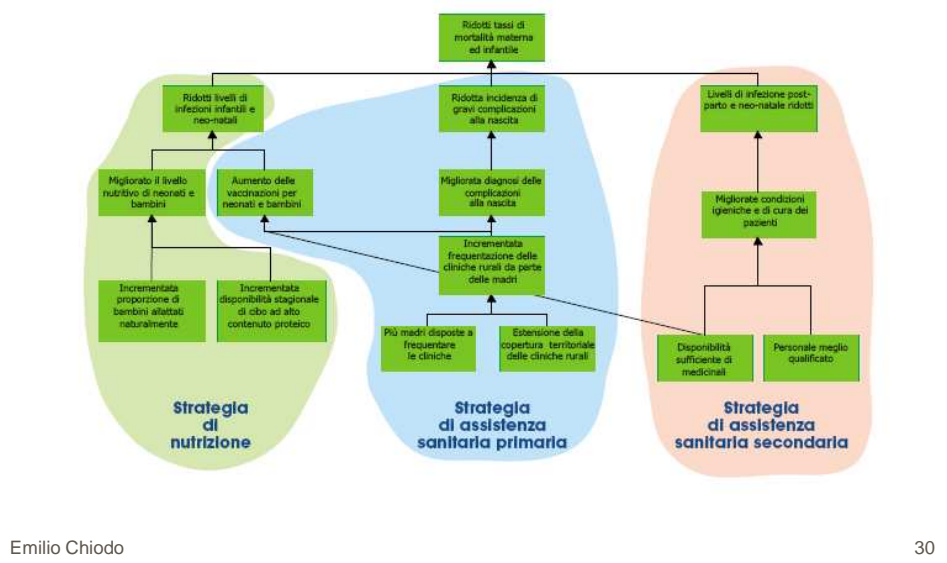 Ridotti tassi di
mortalità materna
ed infantile
Ridotti livelli di
infezioni infantili e
neo-natali
Ridotta incidenza di
gravi complicazioni
alla nascita
Livelli di infezione post-
parto e neo-natale ridotti
Migliorato il livello
nutritivo di neonati e
bambini
Aumento delle
vaccinazioni per
neonati e bambini
Migliorata diagnosi delle
complicazioni
alla nascita
Migliorate condizioni
igieniche e di cura dei
pazienti
Incrementata
frequentazione delle
cliniche rurali da parte
delle madri
Incrementata
proporzione di
bambini allattati
naturalmente
Incrementata
disponibilità stagionale
di cibo ad alto
contenuto proteico
Più madri disposte a
frequentare
le cliniche
Estensione della
copertura territoriale
delle cliniche rurali
Disponibilità
sufficiente di
medicinali
Personale meglio
qualificato
Strategia
di
nutrizione
Strategia
di assistenza
sanitaria primaria
Strategia
di assistenza
sanitaria secondaria
Emilio Chiodo
30